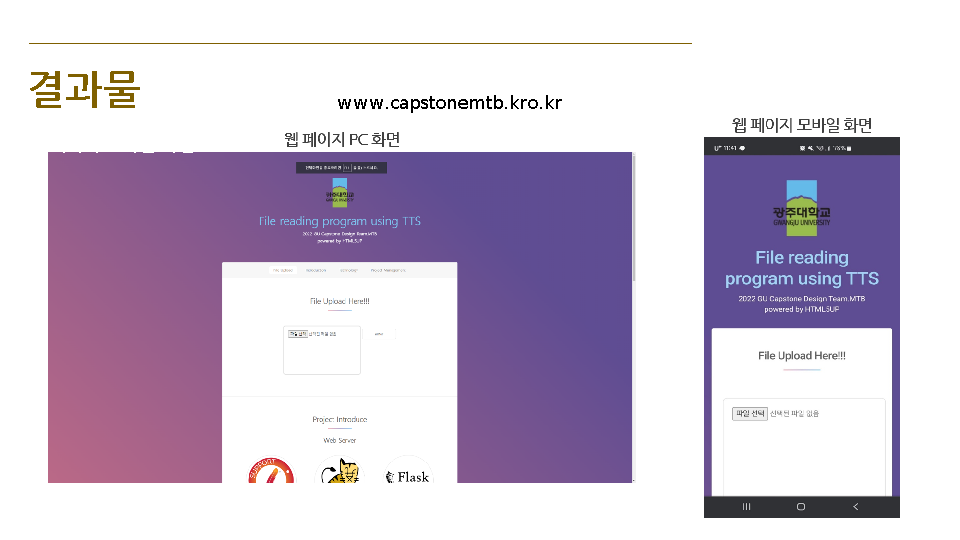 결과물
www.capstonemtb.kro.kr
웹 페이지 PC 화면
광주대학교
GWANGJU UNIVERSITY
File reading program using TTS
2022 GU Capstone Design Team.MTB
powered by HTML5UP
File Upload
File Upload Here!!!
파일 선택 선택된 파일 없음
Project Introduce
Web Server
SUPPORT
Flask
웹 페이지 모바일 화면
11:41
광주대학교
GWANGJU UNIVERSITY
File reading
program using TTS
2022 GU Capstone Design Team.MTB
powered by HTML5UP
File Upload Here!!!
파일 선택 선택된 파일 없음